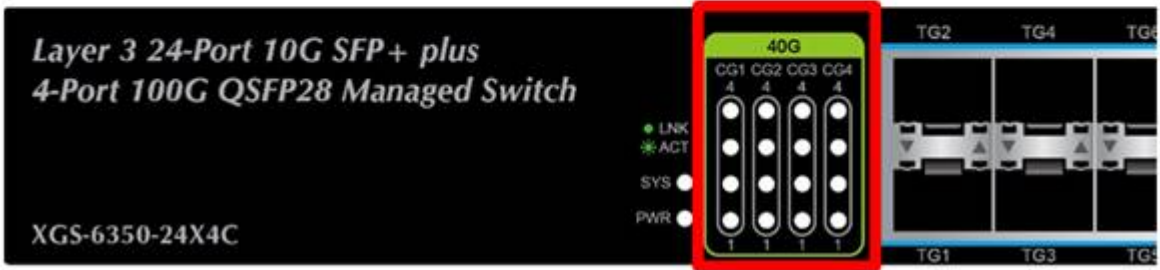 Layer 3 24-Port 10G SFP+ plus
4-Port 100G QSFP28 Managed Switch
XGS-6350-24X4C
LNK
ACT
SYS
PWR
40G
CG1 CG2 CG3 CG4
4 4 4 4
1 1 1 1
TG2 TG4
TG1 TG3